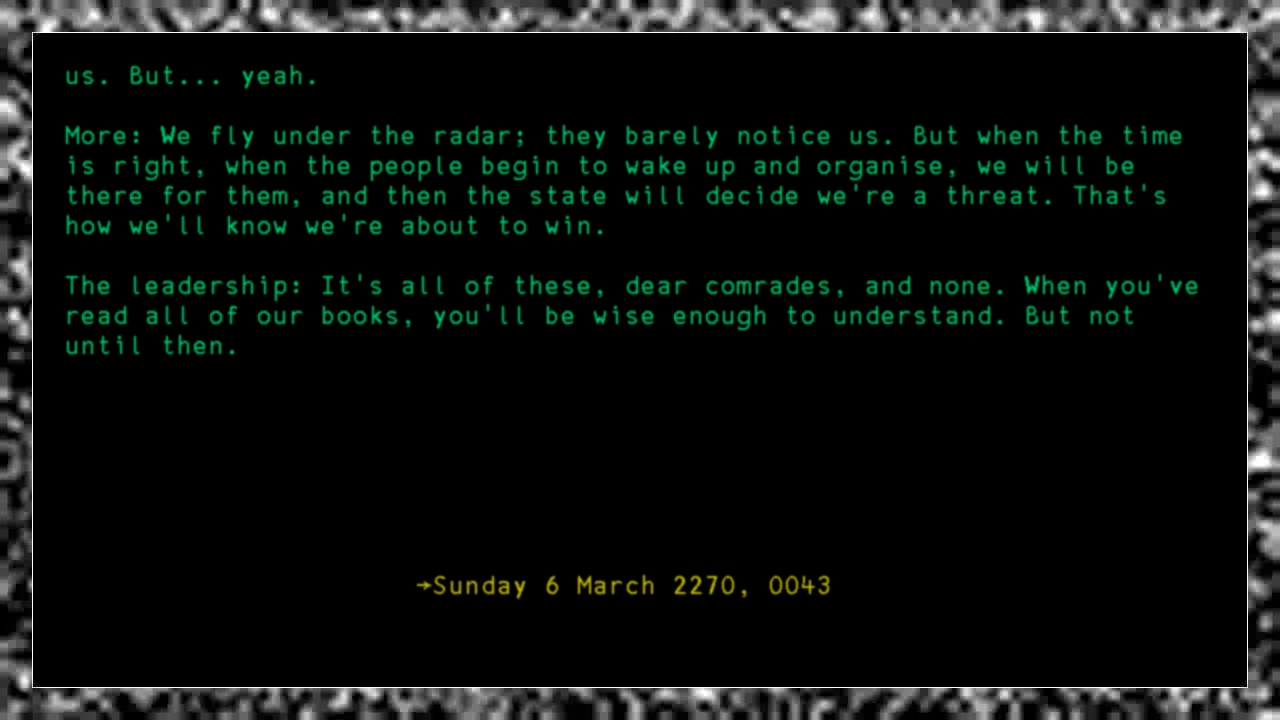 us. But... yeah.
More: We fly under the radar; they barely notice us. But when the time
is right, when the people begin to wake up and organise, we will be
there for them, and then the state will decide we're a threat. That's
how we'll know we're about to win.
The leadership: It's all of these, dear comrades, and none. When you've
read all of our books, you'll be wise enough to understand. But not
until then.
→Sunday 6 March 2270, 0043